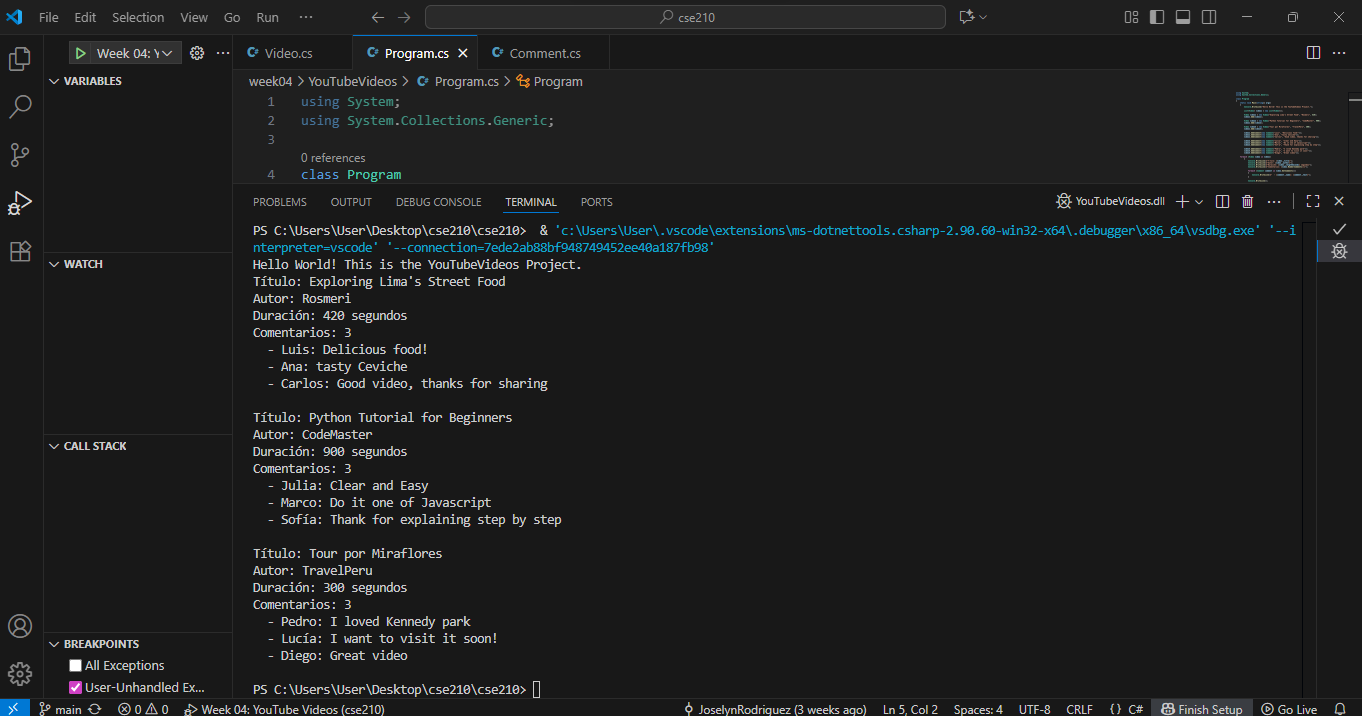 File Edit Selection View Go Run ··· cse210
Week 04: Y
Video.cs Program.cs Comment.cs
VARIABLES
week04 > YouTubeVideos > Program.cs > Program
1 using System;
2 using System.Collections.Generic;
3
0 references
4 class Program
PROBLEMS OUTPUT DEBUG CONSOLE TERMINAL PORTS YouTubeVideos.dll
PS C:\Users\User\Desktop\cse210\cse210> & 'c:\Users\User\.vscode\extensions\ms-dotnettools.csharp-2.90.60-win32-x64\.debugger\x86_64\vsdbg.exe' '--i
nterpreter=vscode' '--connection=7ede2ab88bf948749452ee40a187fb98'
Hello World! This is the YouTubeVideos Project.
Título: Exploring Lima's Street Food
Autor: Rosmeri
Duración: 420 segundos
Comentarios: 3
- Luis: Delicious food!
- Ana: tasty Ceviche
- Carlos: Good video, thanks for sharing
Título: Python Tutorial for Beginners
Autor: CodeMaster
Duración: 900 segundos
Comentarios: 3
- Julia: Clear and Easy
- Marco: Do it one of Javascript
- Sofía: Thank for explaining step by step
Título: Tour por Miraflores
Autor: TravelPeru
Duración: 300 segundos
Comentarios: 3
- Pedro: I loved Kennedy park
- Lucía: I want to visit it soon!
- Diego: Great video
PS C:\Users\User\Desktop\cse210\cse210>
WATCH
CALL STACK
BREAKPOINTS
All Exceptions
User-Unhandled Ex...
main 0 0 Week 04: YouTube Videos (cse210) JoselynRodriguez (3 weeks ago) Ln 5, Col 2 Spaces: 4 UTF-8 CRLF {} C# Finish Setup Go Live